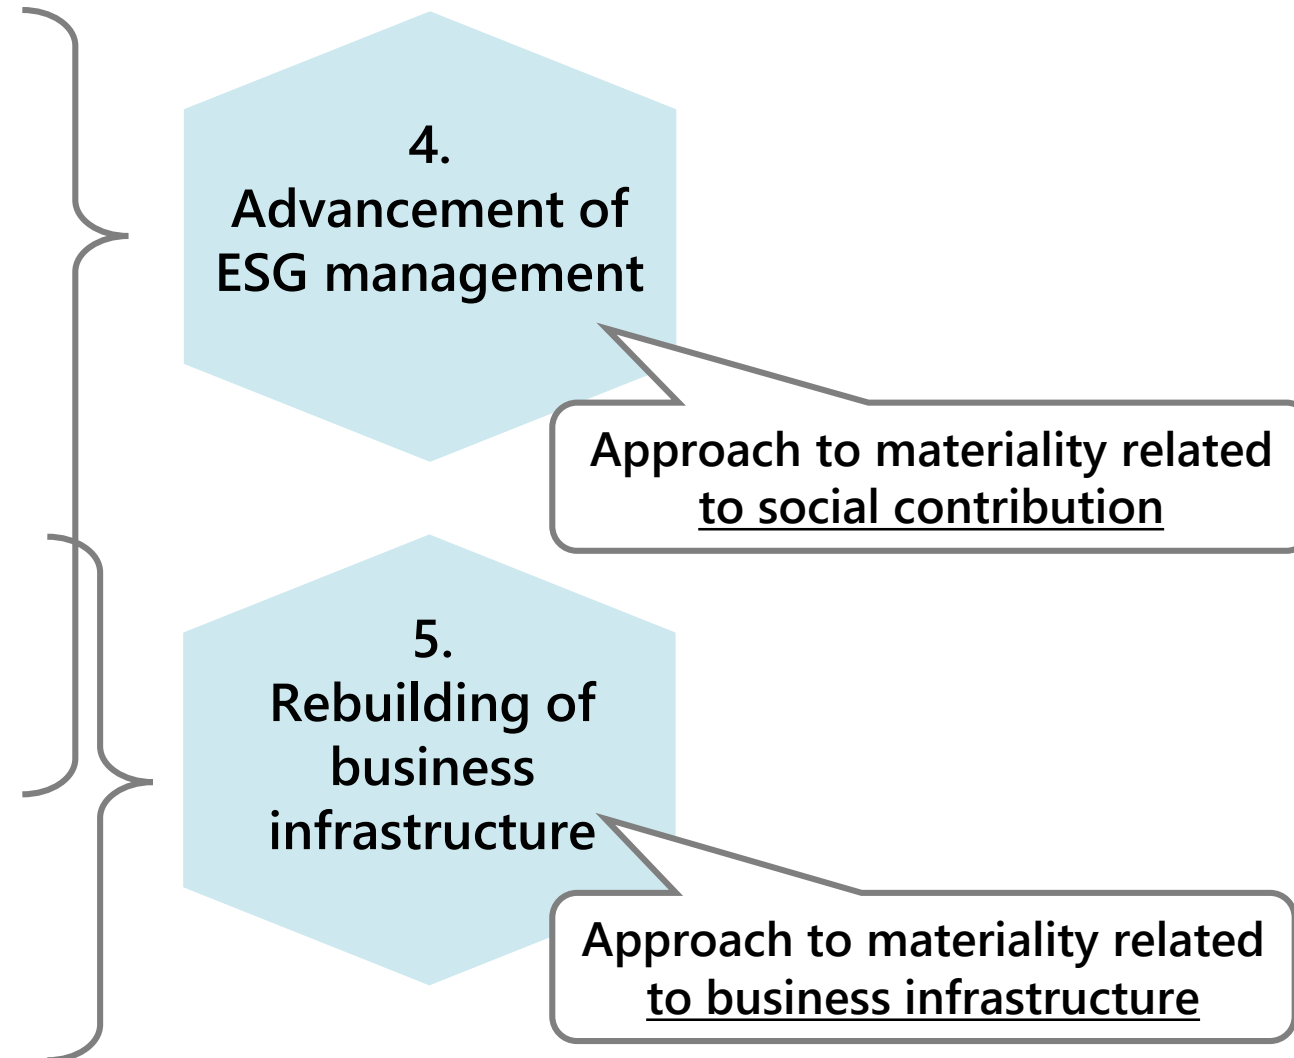 4.
Advancement of
ESG management
Approach to materiality related
to social contribution
5.
Rebuilding of
business
infrastructure
Approach to materiality related
to business infrastructure